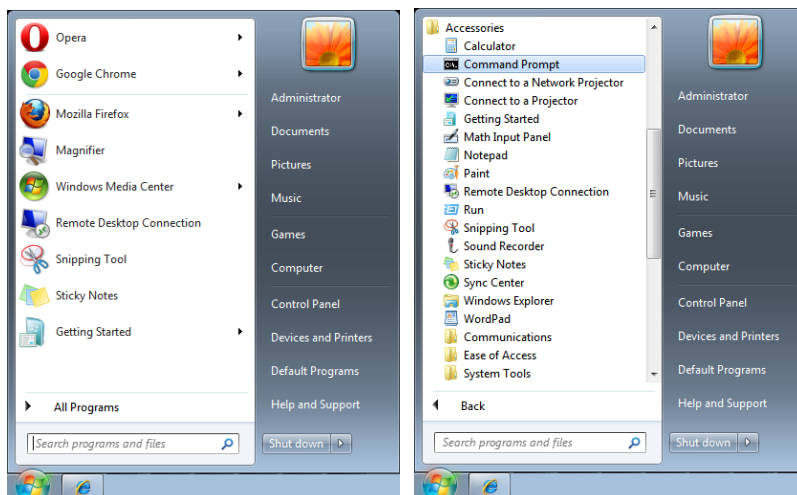 Opera
Google Chrome
Mozilla Firefox
Magnifier
Windows Media Center
Remote Desktop Connection
Snipping Tool
Sticky Notes
Getting Started
All Programs
Search programs and files
Administrator
Documents
Pictures
Music
Games
Computer
Control Panel
Devices and Printers
Default Programs
Help and Support
Shut down
Accessories
Calculator
C:\.
Command Prompt
Connect to a Network Projector
Connect to a Projector
Getting Started
Math Input Panel
Notepad
Paint
Remote Desktop Connection
Run
Snipping Tool
Sound Recorder
Sticky Notes
Sync Center
Windows Explorer
WordPad
Communications
Ease of Access
System Tools
Back
Search programs and files
Administrator
Documents
Pictures
Music
Games
Computer
Control Panel
Devices and Printers
Default Programs
Help and Support
Shut down